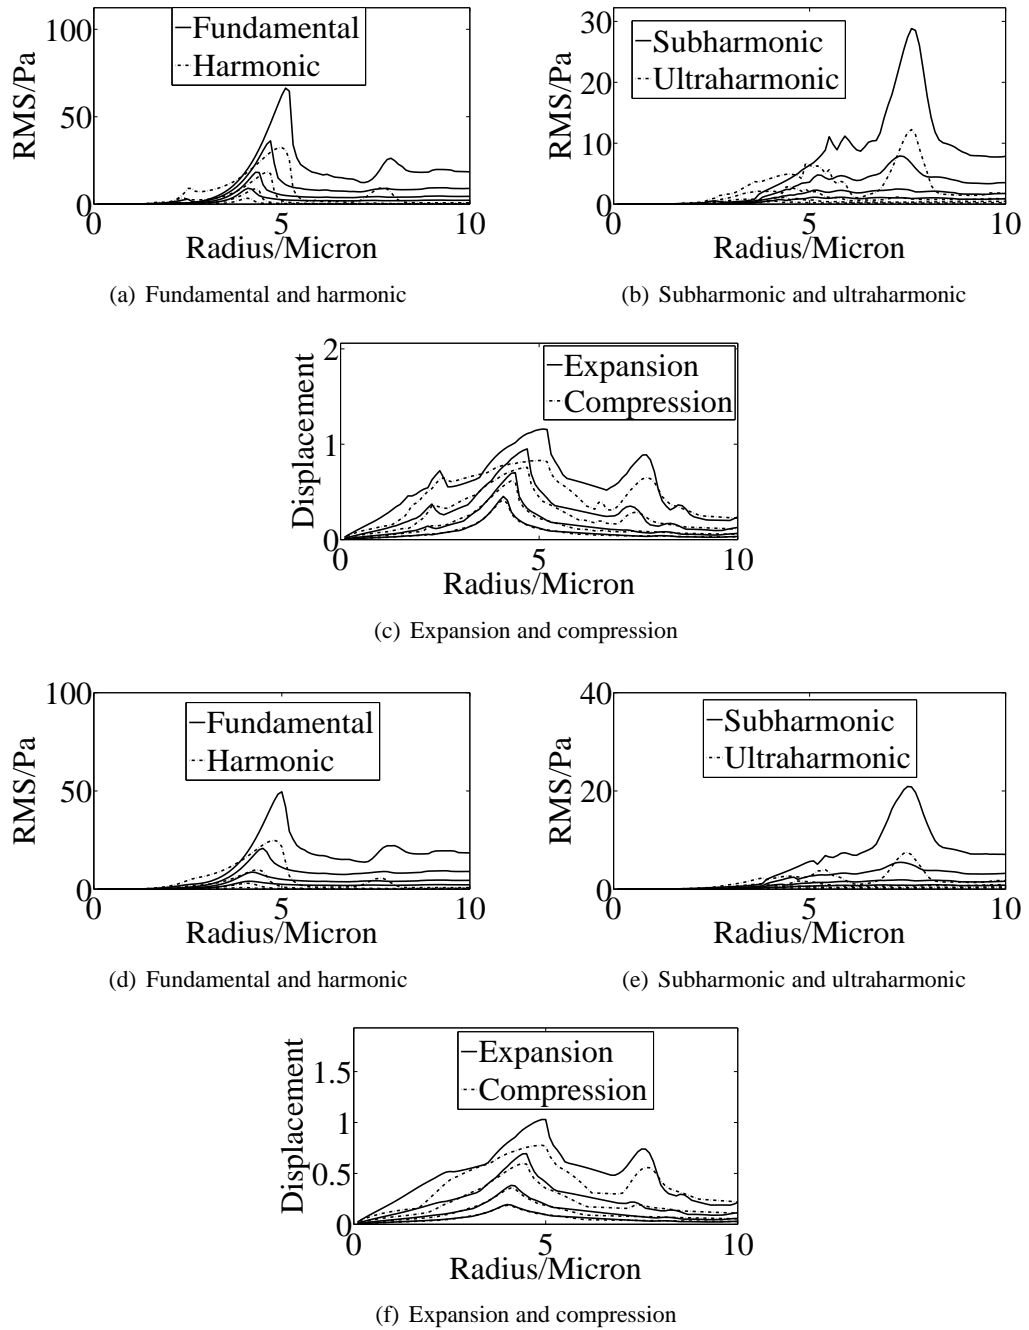 100
50
0
RMS/Pa
Fundamental
Harmonic
0 5 10
Radius/Micron
(a) Fundamental and harmonic
30
20
10
0
RMS/Pa
Subharmonic
Ultraharmonic
0 5 10
Radius/Micron
(b) Subharmonic and ultraharmonic
2
1
0
Displacement
Expansion
Compression
0 5 10
Radius/Micron
(c) Expansion and compression
100
50
0
RMS/Pa
Fundamental
Harmonic
0 5 10
Radius/Micron
(d) Fundamental and harmonic
40
20
0
RMS/Pa
Subharmonic
Ultraharmonic
0 5 10
Radius/Micron
(e) Subharmonic and ultraharmonic
1.5
1
0.5
0
Displacement
Expansion
Compression
0 5 10
Radius/Micron
(f) Expansion and compression